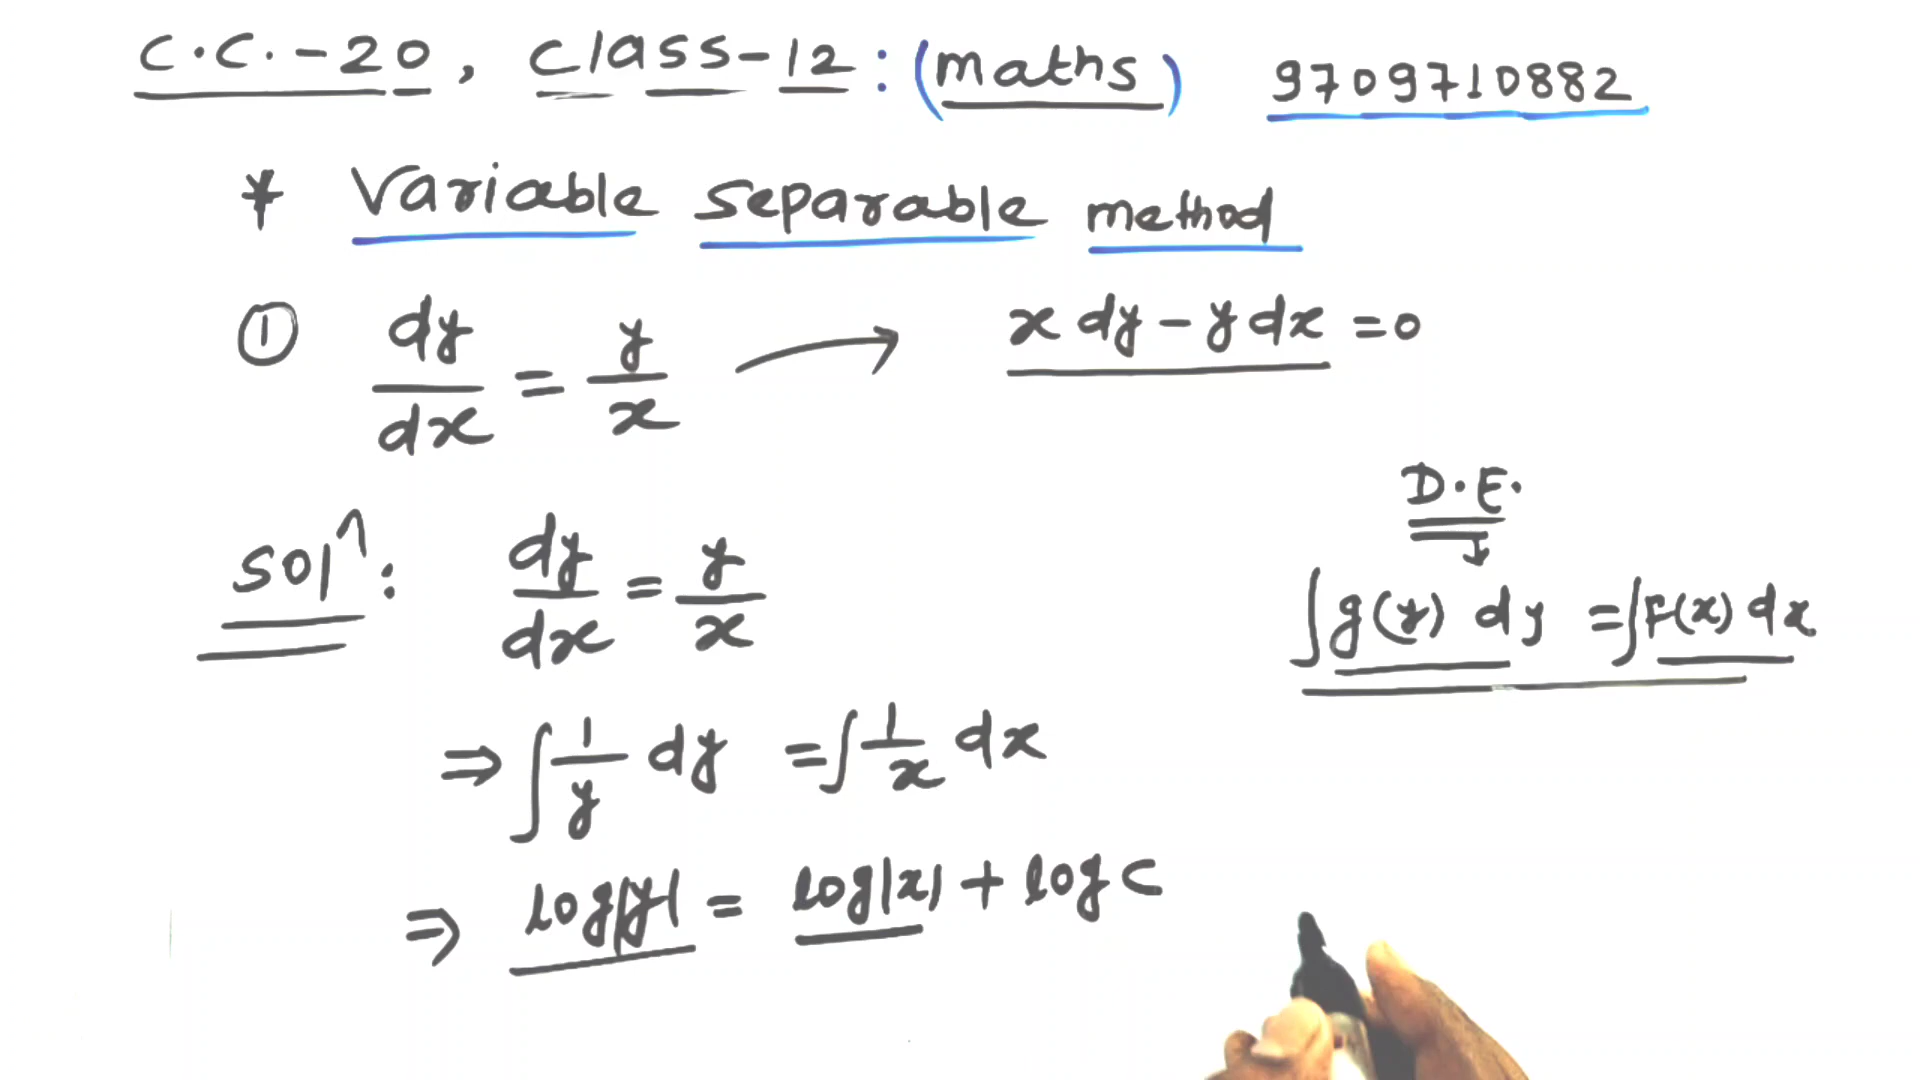 C.C.-20, Class-12: (maths) 9709710882
* Variable separable method
① dy/dx = y/x → x dy - y dx = 0
D.E.
↓
∫g(y) dy = ∫F(x) dx
Solⁿ: dy/dx = y/x
⇒ ∫1/y dy = ∫1/x dx
⇒ log|y| = log|x| + log c